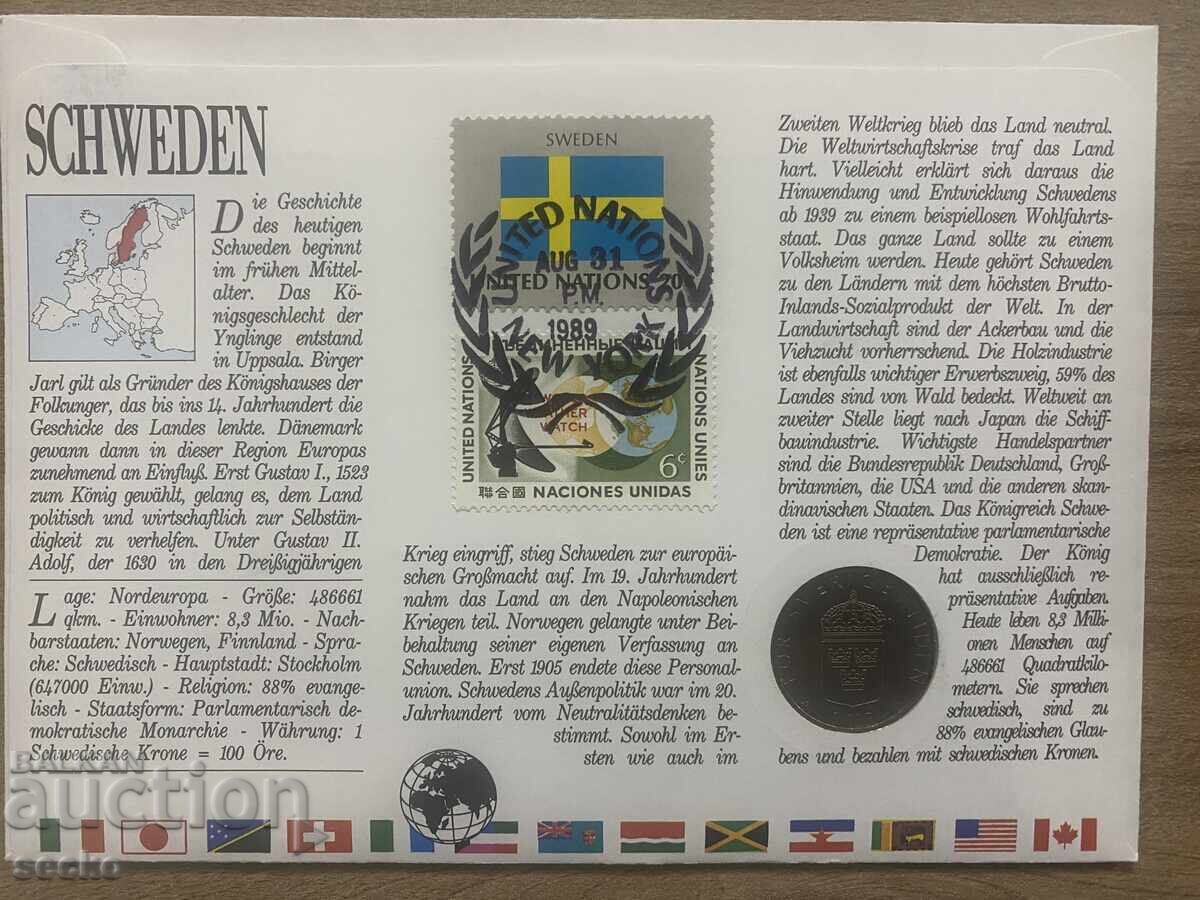 SCHWEDEN
Die Geschichte
des heutigen
Schweden beginnt
im frühen Mittel-
alter. Das Kö-
nigsgeschlecht der
Ynglinge entstand
in Uppsala. Birger
Jarl gilt als Gründer des Königshauses der
Folkunger, das bis ins 14. Jahrhundert die
Geschicke des Landes lenkte. Dänemark
gewann dann in dieser Region Europas
zunehmend an Einfluß. Erst Gustav I., 1523
zum König gewählt, gelang es, dem Land
politisch und wirtschaftlich zur Selbstän-
digkeit zu verhelfen. Unter Gustav II.
Adolf, der 1630 in den Dreißigjährigen
Lage: Nordeuropa - Größe: 486661
qkm. - Einwohner: 8,3 Mio. - Nach-
barstaaten: Norwegen, Finnland - Spra-
che: Schwedisch - Hauptstadt: Stockholm
(647000 Einw.) - Religion: 88% evange-
lisch - Staatsform: Parlamentarisch de-
mokratische Monarchie - Währung: 1
Schwedische Krone = 100 Öre.
SWEDEN
UNITED NATIONS 20
UNITED NATIONS
AUG 31
P.M.
1989
NEW YORK
UNITED NATIONS
NATIONS UNIES
WATCH
6c
聯合國 NACIONES UNIDAS
Krieg eingriff, stieg Schweden zur europäi-
schen Großmacht auf. Im 19. Jahrhundert
nahm das Land an den Napoleonischen
Kriegen teil. Norwegen gelangte unter Bei-
behaltung seiner eigenen Verfassung an
Schweden. Erst 1905 endete diese Personal-
union. Schwedens Außenpolitik war im 20.
Jahrhundert vom Neutralitätsdenken be-
stimmt. Sowohl im Er-
sten wie auch im
Zweiten Weltkrieg blieb das Land neutral.
Die Weltwirtschaftskrise traf das Land
hart. Vielleicht erklärt sich daraus die
Hinwendung und Entwicklung Schwedens
ab 1939 zu einem beispiellosen Wohlfahrts-
staat. Das ganze Land sollte zu einem
Volksheim werden. Heute gehört Schweden
zu den Ländern mit dem höchsten Brutto-
Inlands-Sozialprodukt der Welt. In der
Landwirtschaft sind der Ackerbau und die
Viehzucht vorherrschend. Die Holzindustrie
ist ebenfalls wichtiger Erwerbszweig, 59% des
Landes sind von Wald bedeckt. Weltweit an
zweiter Stelle liegt nach Japan die Schiff-
bauindustrie. Wichtigste Handelspartner
sind die Bundesrepublik Deutschland, Groß-
britannien, die USA und die anderen skan-
dinavischen Staaten. Das Königreich Schwe-
den ist eine repräsentative parlamentarische
Demokratie. Der König
hat ausschließlich re-
präsentative Aufgaben.
Heute leben 8,3 Milli-
onen Menschen auf
486661 Quadratkilo-
metern. Sie sprechen
schwedisch, sind zu
88% evangelischen Glau-
bens und bezahlen mit schwedischen Kronen.
BALKAN
auction
secko